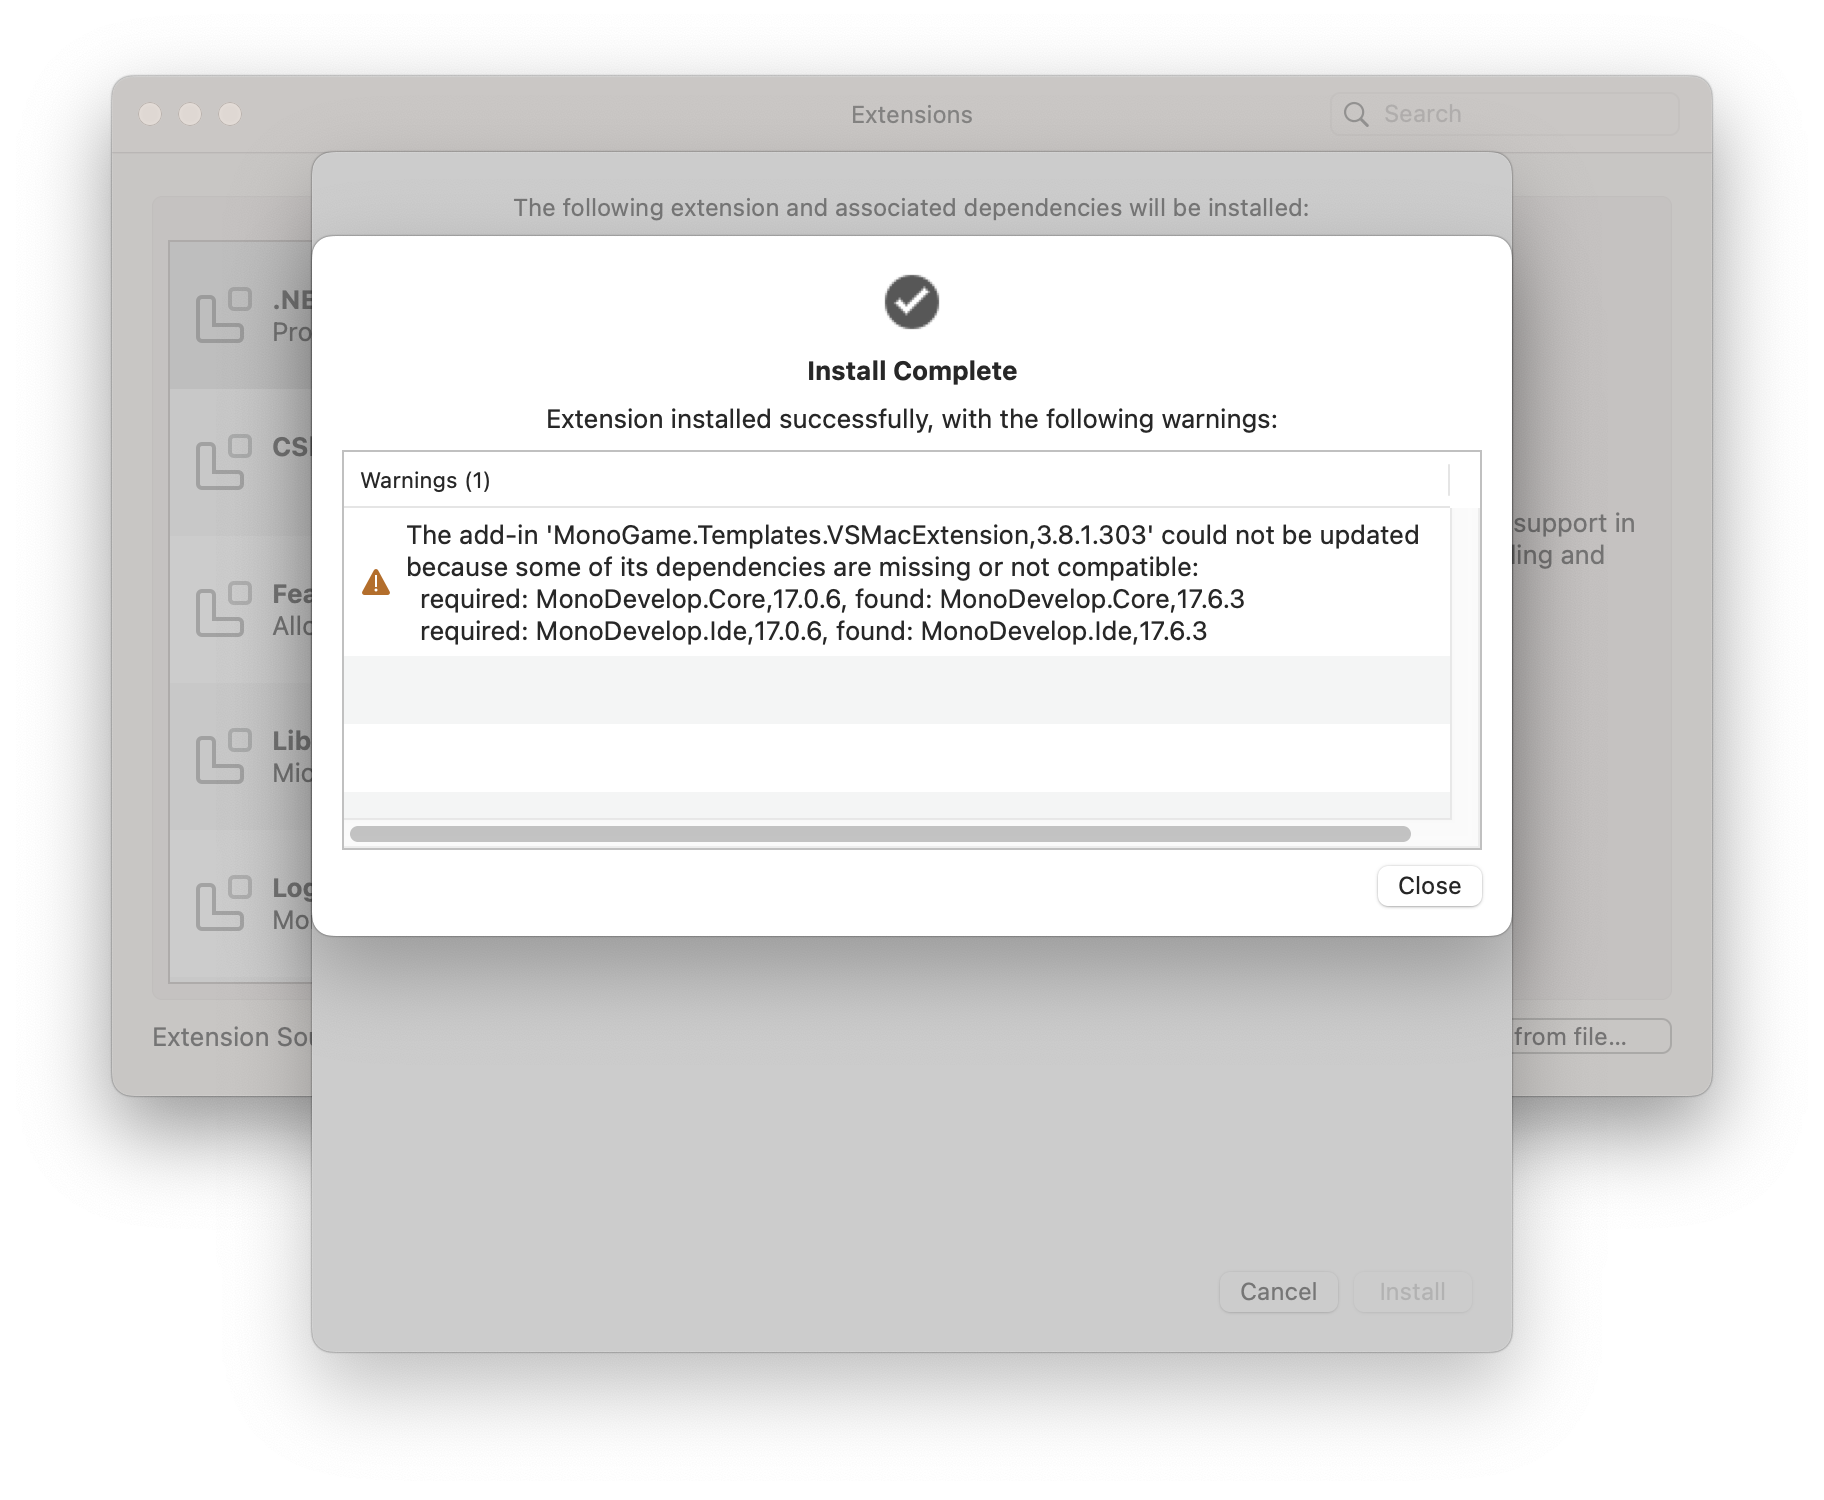 Extensions
Search
The following extension and associated dependencies will be installed:
Install Complete
Extension installed successfully, with the following warnings:
Warnings (1)
The add-in 'MonoGame.Templates.VSMacExtension,3.8.1.303' could not be updated
because some of its dependencies are missing or not compatible:
required: MonoDevelop.Core,17.0.6, found: MonoDevelop.Core,17.6.3
required: MonoDevelop.Ide,17.0.6, found: MonoDevelop.Ide,17.6.3
Close
.NE
Pro
CSI
Fea
Allo
Lib
Mic
Log
Mo
support in
ling and
Extension Sou
from file...
Cancel
Install